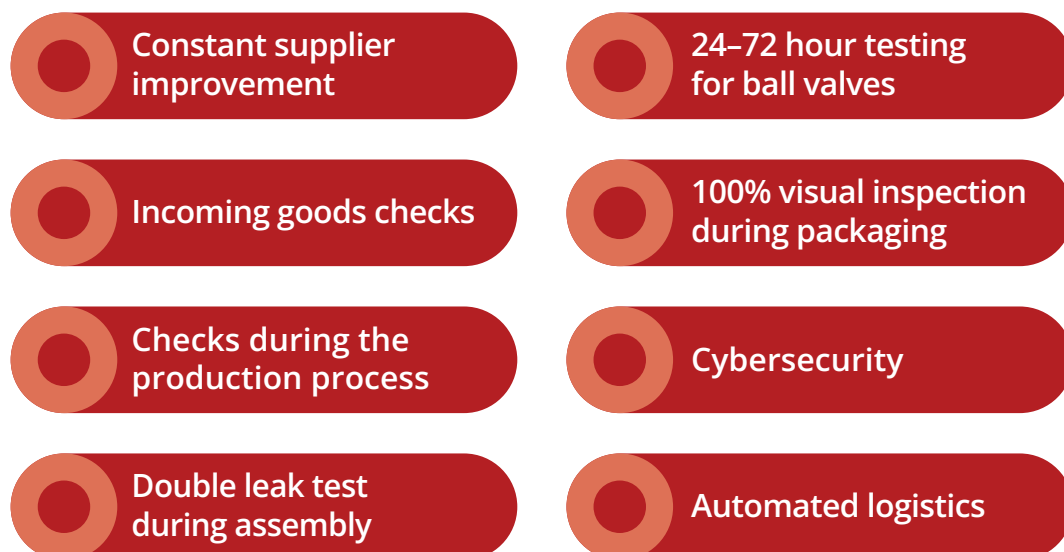 Constant supplier
improvement
Incoming goods checks
Checks during the
production process
Double leak test
during assembly
24–72 hour testing
for ball valves
100% visual inspection
during packaging
Cybersecurity
Automated logistics